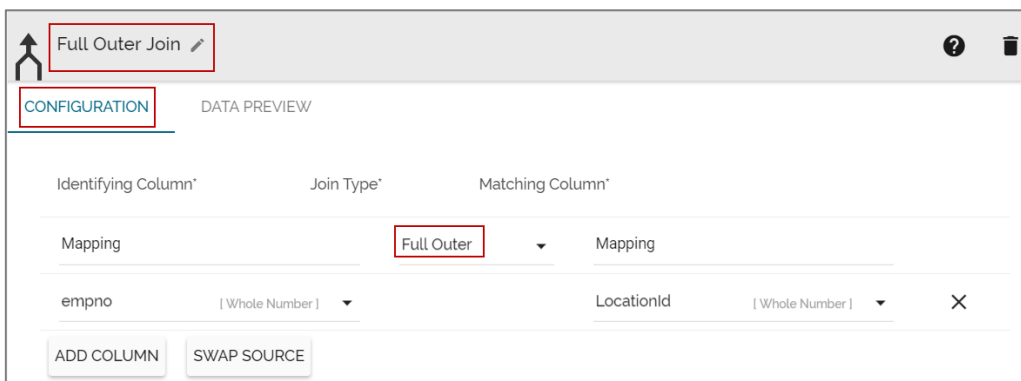 Full Outer Join
CONFIGURATION DATA PREVIEW
Identifying Column* Join Type* Matching Column*
Mapping Full Outer Mapping
empno [ Whole Number ] LocationId [ Whole Number ]
ADD COLUMN SWAP SOURCE